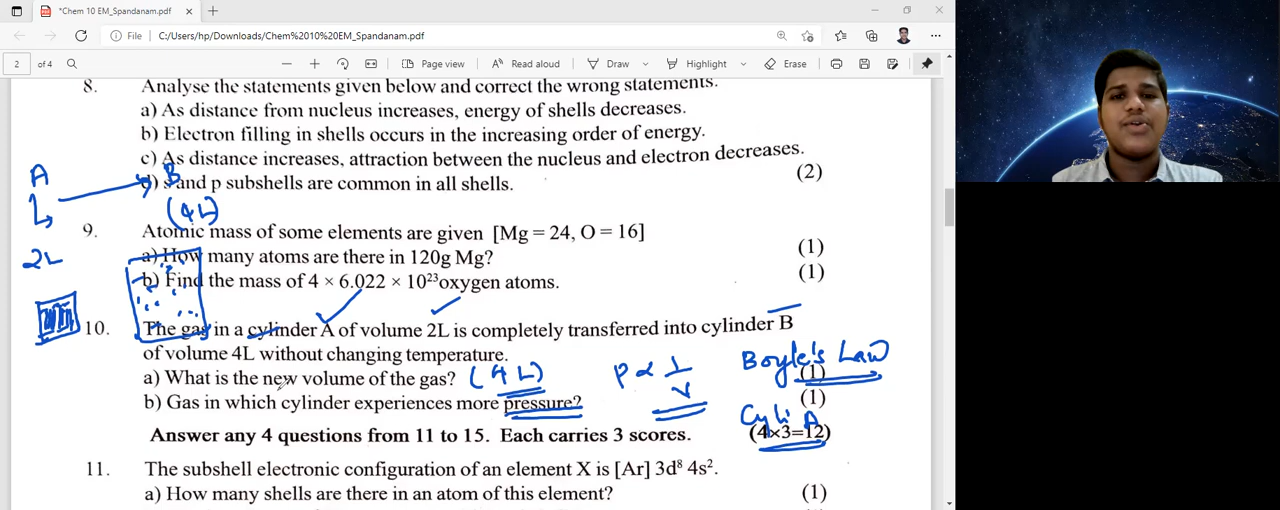 *Chem 10 EM_Spandanam.pdf
File C:/Users/hp/Downloads/Chem%2010%20EM_Spandanam.pdf
2 of 4 Page view Read aloud Draw Highlight Erase
8. Analyse the statements given below and correct the wrong statements.
a) As distance from nucleus increases, energy of shells decreases.
b) Electron filling in shells occurs in the increasing order of energy.
c) As distance increases, attraction between the nucleus and electron decreases.
d) s and p subshells are common in all shells. (2)
A B
(4L)
9. Atomic mass of some elements are given [Mg = 24, O = 16]
a) How many atoms are there in 120g Mg? (1)
2L
b) Find the mass of 4 × 6.022 × 10²³oxygen atoms. (1)
10. The gas in a cylinder A of volume 2L is completely transferred into cylinder B
of volume 4L without changing temperature.
Boyle's Law
a) What is the new volume of the gas? (4L) (1)
P ∝ 1/V
b) Gas in which cylinder experiences more pressure? (1)
Cyli A
Answer any 4 questions from 11 to 15. Each carries 3 scores. (4×3=12)
11. The subshell electronic configuration of an element X is [Ar] 3d⁸ 4s².
a) How many shells are there in an atom of this element? (1)